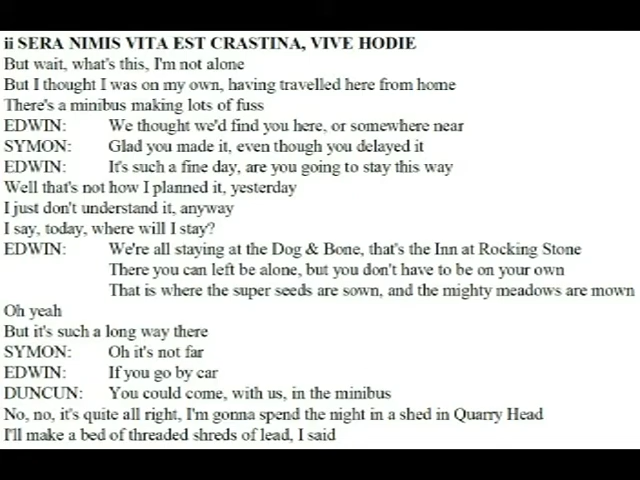 ii SERA NIMIS VITA EST CRASTINA, VIVE HODIE
But wait, what's this, I'm not alone
But I thought I was on my own, having travelled here from home
There's a minibus making lots of fuss
EDWIN: We thought we'd find you here, or somewhere near
SYMON: Glad you made it, even though you delayed it
EDWIN: It's such a fine day, are you going to stay this way
Well that's not how I planned it, yesterday
I just don't understand it, anyway
I say, today, where will I stay?
EDWIN: We're all staying at the Dog & Bone, that's the Inn at Rocking Stone
There you can left be alone, but you don't have to be on your own
That is where the super seeds are sown, and the mighty meadows are mown
Oh yeah
But it's such a long way there
SYMON: Oh it's not far
EDWIN: If you go by car
DUNCUN: You could come, with us, in the minibus
No, no, it's quite all right, I'm gonna spend the night in a shed in Quarry Head
I'll make a bed of threaded shreds of lead, I said